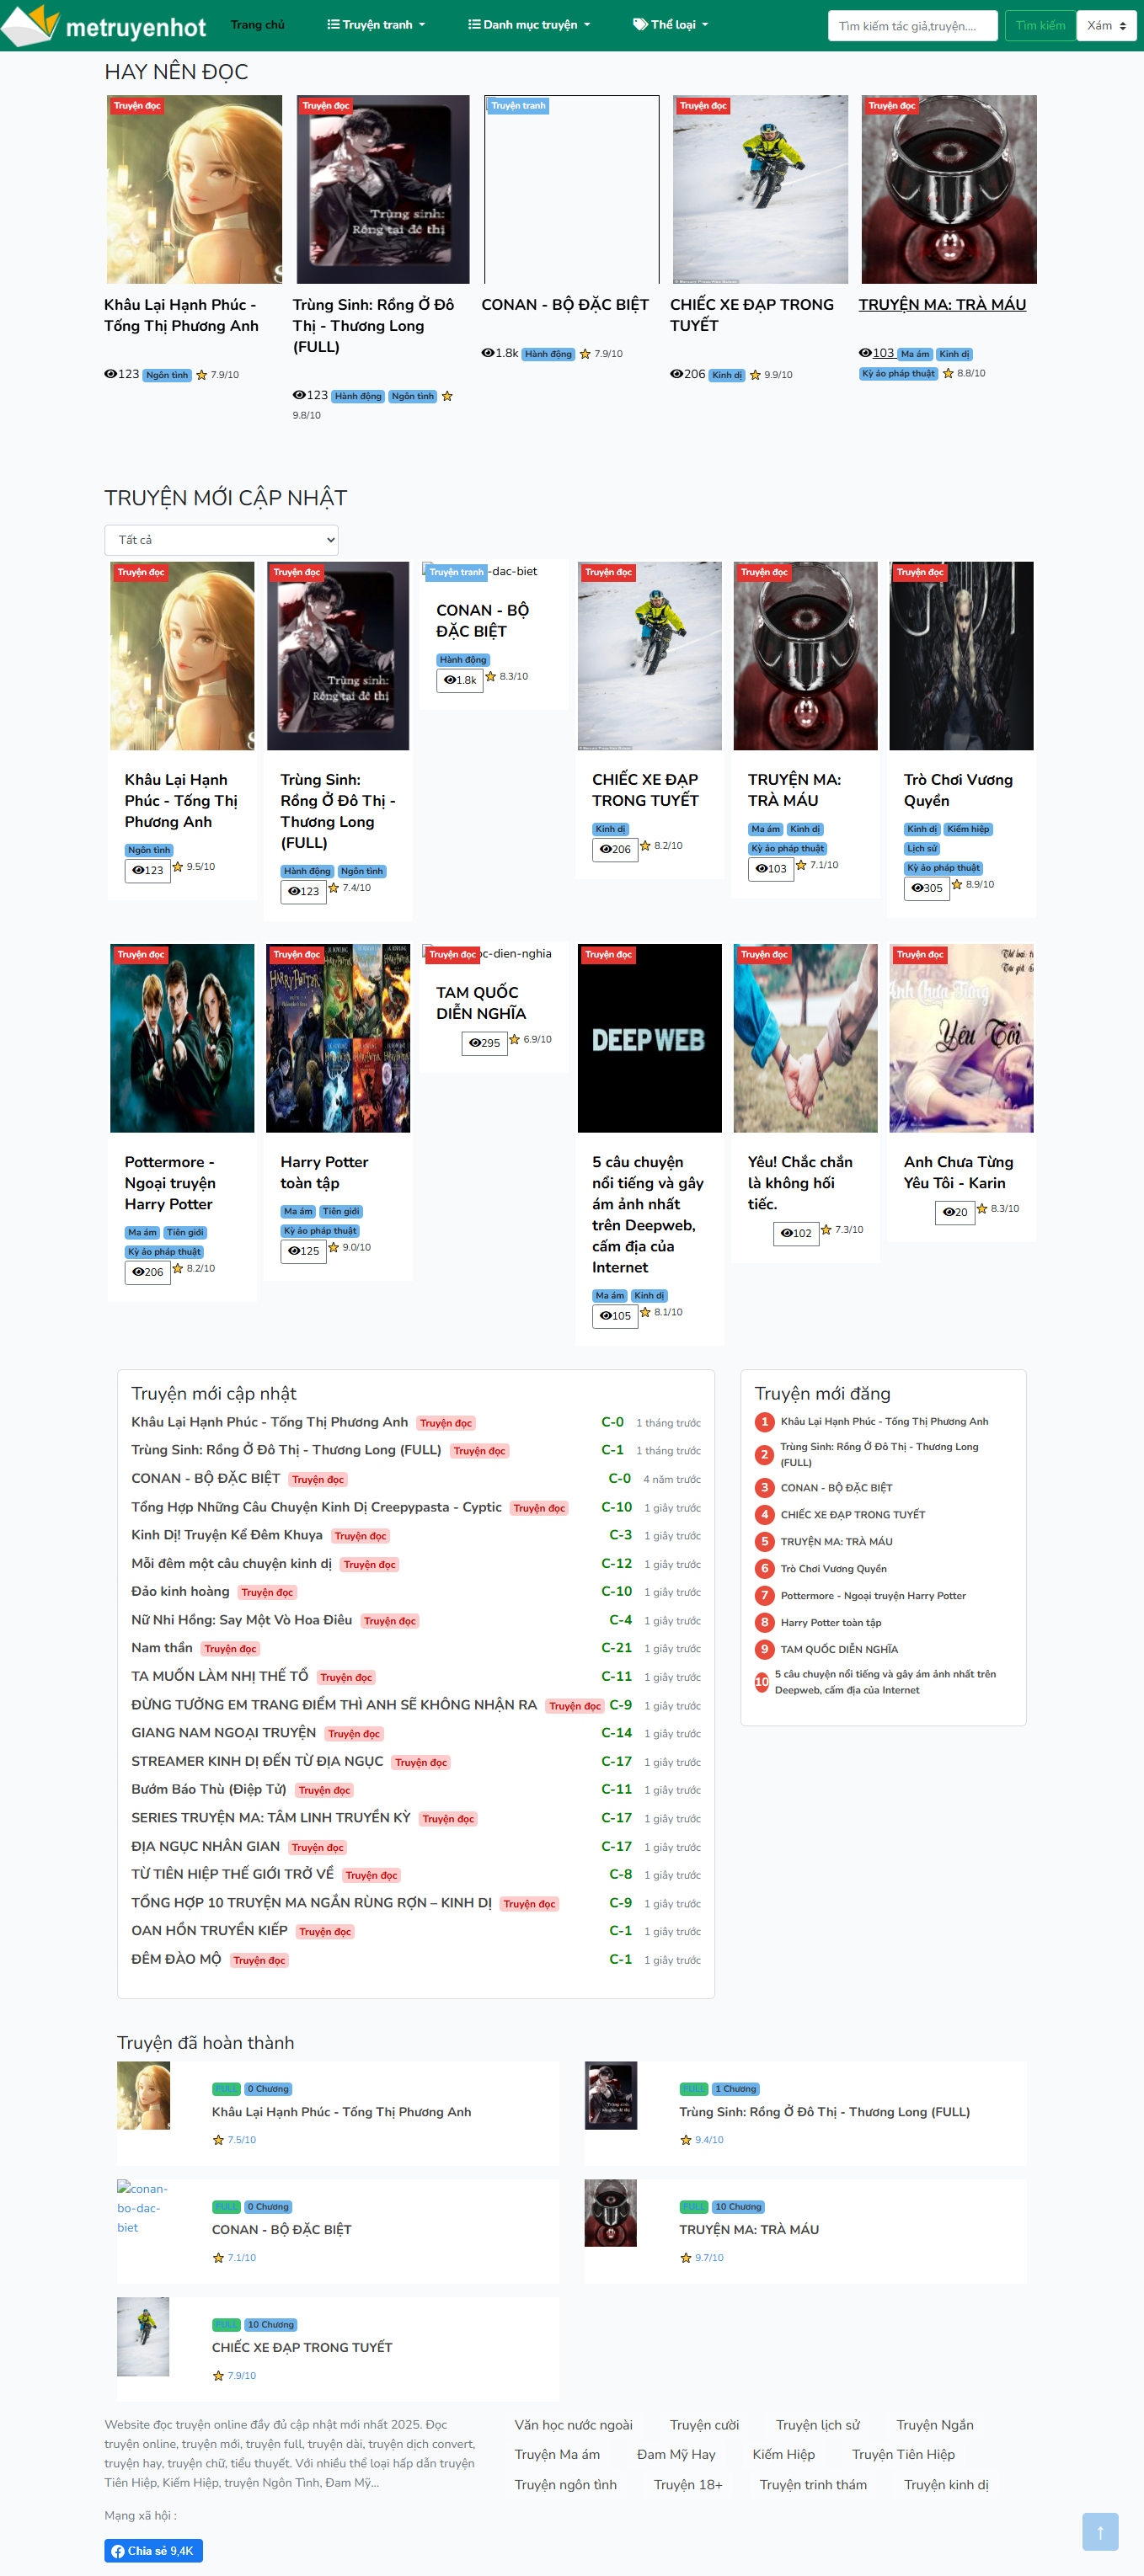 metruyenhot
Trang chủ
Truyện tranh
Danh mục truyện
Thể loại
Tìm kiếm tác giả,truyện....
Tìm kiếm
Xám
HAY NÊN ĐỌC
Truyện đọc
Truyện đọc
Truyện tranh
Truyện đọc
Truyện đọc
Trùng sinh:
Rồng tại đê thị
Khâu Lại Hạnh Phúc -
Tống Thị Phương Anh
123 Ngôn tình 7.9/10
Trùng Sinh: Rồng Ở Đô
Thị - Thương Long
(FULL)
123 Hành động Ngôn tình
9.8/10
CONAN - BỘ ĐẶC BIỆT
1.8k Hành động 7.9/10
CHIẾC XE ĐẠP TRONG
TUYẾT
206 Kinh dị 9.9/10
TRUYỆN MA: TRÀ MÁU
103 Ma ám Kinh dị
Kỳ ảo pháp thuật 8.8/10
TRUYỆN MỚI CẬP NHẬT
Tất cả
Truyện đọc
Khâu Lại Hạnh
Phúc - Tống Thị
Phương Anh
Ngôn tình
123 9.5/10
Truyện đọc
Trùng sinh:
Rồng tại đê thị
Trùng Sinh:
Rồng Ở Đô Thị -
Thương Long
(FULL)
Hành động Ngôn tình
123 7.4/10
Truyện tranh -dac-biet
CONAN - BỘ
ĐẶC BIỆT
Hành động
1.8k 8.3/10
Truyện đọc
CHIẾC XE ĐẠP
TRONG TUYẾT
Kinh dị
206 8.2/10
Truyện đọc
TRUYỆN MA:
TRÀ MÁU
Ma ám Kinh dị
Kỳ ảo pháp thuật
103 7.1/10
Truyện đọc
Trò Chơi Vương
Quyền
Kinh dị Kiếm hiệp
Lịch sử
Kỳ ảo pháp thuật
305 8.9/10
Truyện đọc
Pottermore -
Ngoại truyện
Harry Potter
Ma ám Tiên giới
Kỳ ảo pháp thuật
206 8.2/10
Truyện đọc
Harry Potter
toàn tập
Ma ám Tiên giới
Kỳ ảo pháp thuật
125 9.0/10
Truyện đọc oc-dien-nghia
TAM QUỐC
DIỄN NGHĨA
295 6.9/10
Truyện đọc
DEEP WEB
5 câu chuyện
nổi tiếng và gây
ám ảnh nhất
trên Deepweb,
cấm địa của
Internet
Ma ám Kinh dị
105 8.1/10
Truyện đọc
Yêu! Chắc chắn
là không hối
tiếc.
102 7.3/10
Truyện đọc
Anh Chưa Từng
Yêu Tôi
Anh Chưa Từng
Yêu Tôi - Karin
20 8.3/10
Truyện mới cập nhật
Khâu Lại Hạnh Phúc - Tống Thị Phương Anh Truyện đọc C-0 1 tháng trước
Trùng Sinh: Rồng Ở Đô Thị - Thương Long (FULL) Truyện đọc C-1 1 tháng trước
CONAN - BỘ ĐẶC BIỆT Truyện đọc C-0 4 năm trước
Tổng Hợp Những Câu Chuyện Kinh Dị Creepypasta - Cyptic Truyện đọc C-10 1 giây trước
Kinh Dị! Truyện Kể Đêm Khuya Truyện đọc C-3 1 giây trước
Mỗi đêm một câu chuyện kinh dị Truyện đọc C-12 1 giây trước
Đảo kinh hoàng Truyện đọc C-10 1 giây trước
Nữ Nhi Hồng: Say Một Vò Hoa Điêu Truyện đọc C-4 1 giây trước
Nam thần Truyện đọc C-21 1 giây trước
TA MUỐN LÀM NHỊ THẾ TỔ Truyện đọc C-11 1 giây trước
ĐỪNG TƯỞNG EM TRANG ĐIỂM THÌ ANH SẼ KHÔNG NHẬN RA Truyện đọc C-9 1 giây trước
GIANG NAM NGOẠI TRUYỆN Truyện đọc C-14 1 giây trước
STREAMER KINH DỊ ĐẾN TỪ ĐỊA NGỤC Truyện đọc C-17 1 giây trước
Bướm Báo Thù (Điệp Tử) Truyện đọc C-11 1 giây trước
SERIES TRUYỆN MA: TÂM LINH TRUYỀN KỲ Truyện đọc C-17 1 giây trước
ĐỊA NGỤC NHÂN GIAN Truyện đọc C-17 1 giây trước
TỪ TIÊN HIỆP THẾ GIỚI TRỞ VỀ Truyện đọc C-8 1 giây trước
TỔNG HỢP 10 TRUYỆN MA NGẮN RÙNG RỢN – KINH DỊ Truyện đọc C-9 1 giây trước
OAN HỒN TRUYỀN KIẾP Truyện đọc C-1 1 giây trước
ĐÊM ĐÀO MỘ Truyện đọc C-1 1 giây trước
Truyện mới đăng
1 Khâu Lại Hạnh Phúc - Tống Thị Phương Anh
2 Trùng Sinh: Rồng Ở Đô Thị - Thương Long
(FULL)
3 CONAN - BỘ ĐẶC BIỆT
4 CHIẾC XE ĐẠP TRONG TUYẾT
5 TRUYỆN MA: TRÀ MÁU
6 Trò Chơi Vương Quyền
7 Pottermore - Ngoại truyện Harry Potter
8 Harry Potter toàn tập
9 TAM QUỐC DIỄN NGHĨA
10 5 câu chuyện nổi tiếng và gây ám ảnh nhất trên
Deepweb, cấm địa của Internet
Truyện đã hoàn thành
FULL 0 Chương
Khâu Lại Hạnh Phúc - Tống Thị Phương Anh
7.5/10
FULL 1 Chương
Trùng Sinh: Rồng Ở Đô Thị - Thương Long (FULL)
9.4/10
conan-
bo-dac-
biet
FULL 0 Chương
CONAN - BỘ ĐẶC BIỆT
7.1/10
FULL 10 Chương
TRUYỆN MA: TRÀ MÁU
9.7/10
FULL 10 Chương
CHIẾC XE ĐẠP TRONG TUYẾT
7.9/10
Website đọc truyện online đầy đủ cập nhật mới nhất 2025. Đọc
truyện online, truyện mới, truyện full, truyện dài, truyện dịch convert,
truyện hay, truyện chữ, tiểu thuyết. Với nhiều thể loại hấp dẫn truyện
Tiên Hiệp, Kiếm Hiệp, truyện Ngôn Tình, Đam Mỹ...
Mạng xã hội :
Chia sẻ 9,4K
Văn học nước ngoài Truyện cười Truyện lịch sử Truyện Ngắn
Truyện Ma ám Đam Mỹ Hay Kiếm Hiệp Truyện Tiên Hiệp
Truyện ngôn tình Truyện 18+ Truyện trinh thám Truyện kinh dị
↑